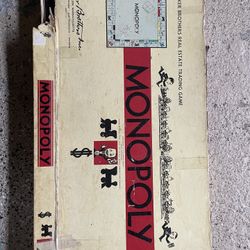 MONOPOLY
PARKER BROTHERS REAL ESTATE TRADING GAME
MONOPOLY
$
MONOPOLY
$